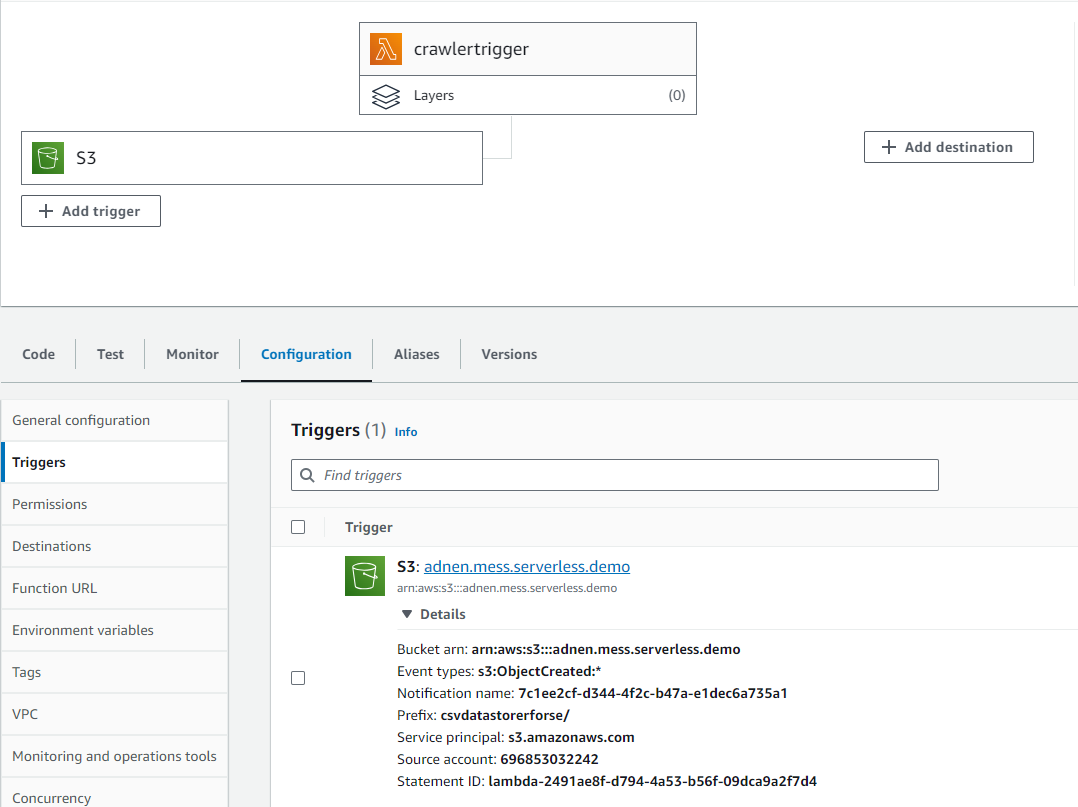 crawlertrigger
Layers (0)
S3
Add destination
Add trigger
Code Test Monitor Configuration Aliases Versions
General configuration
Triggers
Permissions
Destinations
Function URL
Environment variables
Tags
VPC
Monitoring and operations tools
Concurrency
Triggers (1) Info
Find triggers
Trigger
S3: adnen.mess.serverless.demo
arn:aws:s3:::adnen.mess.serverless.demo
Details
Bucket arn: arn:aws:s3:::adnen.mess.serverless.demo
Event types: s3:ObjectCreated:*
Notification name: 7c1ee2cf-d344-4f2c-b47a-e1dec6a735a1
Prefix: csvdatastorerforse/
Service principal: s3.amazonaws.com
Source account: 696853032242
Statement ID: lambda-2491ae8f-d794-4a53-b56f-09dca9a2f7d4